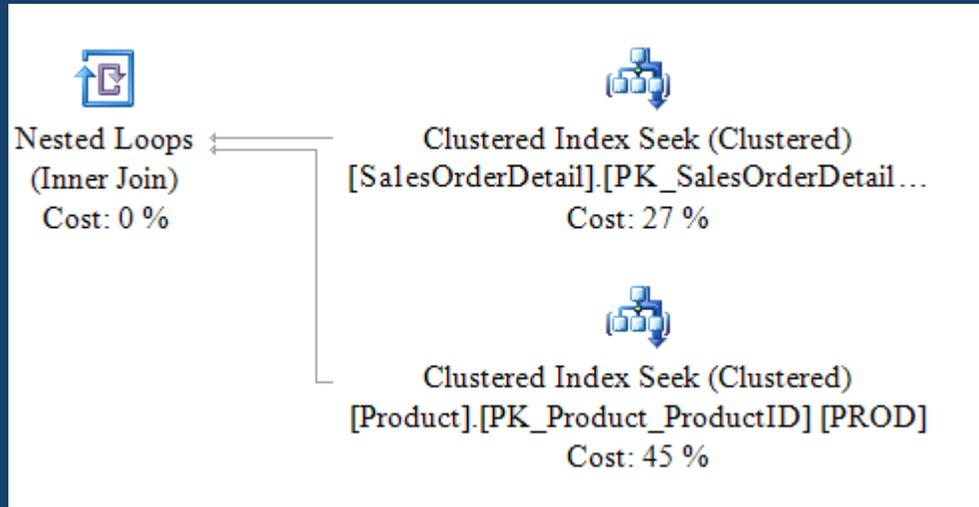 Nested Loops
(Inner Join)
Cost: 0 %
Clustered Index Seek (Clustered)
[SalesOrderDetail].[PK_SalesOrderDetail…
Cost: 27 %
Clustered Index Seek (Clustered)
[Product].[PK_Product_ProductID] [PROD]
Cost: 45 %